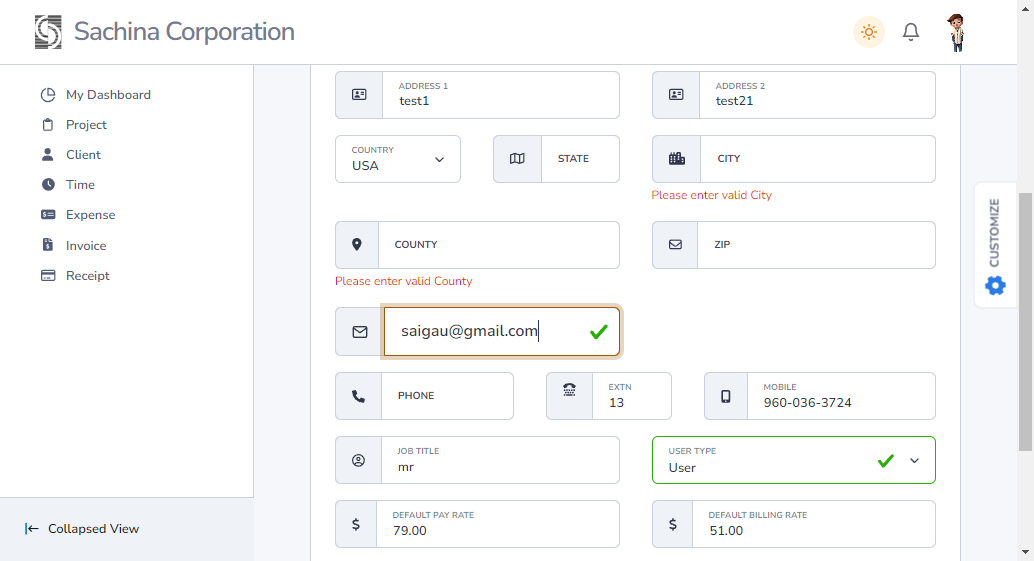 Sachina Corporation
My Dashboard
Project
Client
Time
Expense
Invoice
Receipt
Collapsed View
ADDRESS 1
test1
ADDRESS 2
test21
COUNTRY
USA
STATE
CITY
Please enter valid City
COUNTY
ZIP
Please enter valid County
saigau@gmail.com
PHONE
EXTN
13
MOBILE
960-036-3724
JOB TITLE
mr
USER TYPE
User
DEFAULT PAY RATE
$ 79.00
DEFAULT BILLING RATE
$ 51.00
CUSTOMIZE